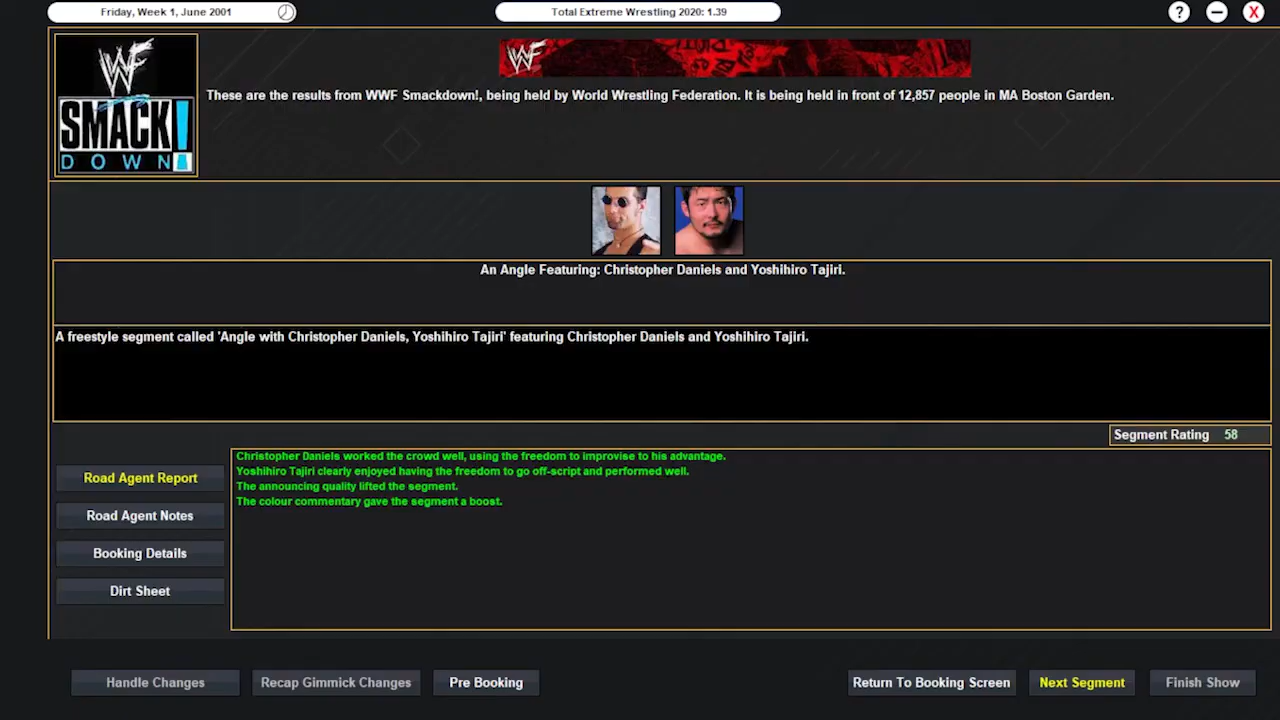 Friday, Week 1, June 2001
Total Extreme Wrestling 2020: 1.39
?
X
WF
SMACK
DOWN!
WF
These are the results from WWF Smackdown!, being held by World Wrestling Federation. It is being held in front of 12,857 people in MA Boston Garden.
An Angle Featuring: Christopher Daniels and Yoshihiro Tajiri.
A freestyle segment called 'Angle with Christopher Daniels, Yoshihiro Tajiri' featuring Christopher Daniels and Yoshihiro Tajiri.
Segment Rating 58
Road Agent Report
Road Agent Notes
Booking Details
Dirt Sheet
Christopher Daniels worked the crowd well, using the freedom to improvise to his advantage.
Yoshihiro Tajiri clearly enjoyed having the freedom to go off-script and performed well.
The announcing quality lifted the segment.
The colour commentary gave the segment a boost.
Handle Changes
Recap Gimmick Changes
Pre Booking
Return To Booking Screen
Next Segment
Finish Show